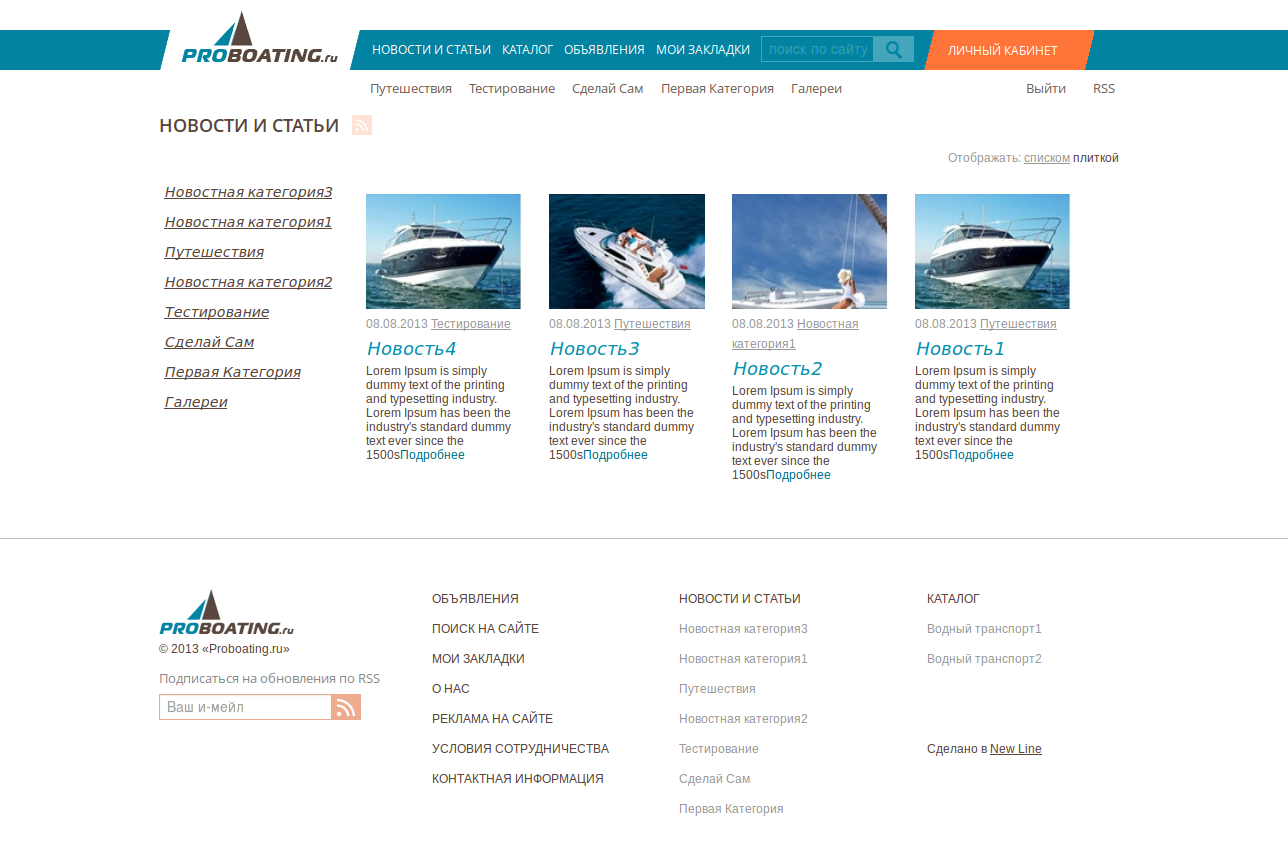 PROBOATING.ru
НОВОСТИ И СТАТЬИ КАТАЛОГ ОБЪЯВЛЕНИЯ МОИ ЗАКЛАДКИ поиск по сайту ЛИЧНЫЙ КАБИНЕТ
Путешествия Тестирование Сделай Сам Первая Категория Галереи Выйти RSS
НОВОСТИ И СТАТЬИ
Отображать: списком плиткой
Новостная категория3
Новостная категория1
Путешествия
Новостная категория2
Тестирование
Сделай Сам
Первая Категория
Галереи
08.08.2013 Тестирование
Новость4
Lorem Ipsum is simply
dummy text of the printing
and typesetting industry.
Lorem Ipsum has been the
industry's standard dummy
text ever since the
1500sПодробнее
08.08.2013 Путешествия
Новость3
Lorem Ipsum is simply
dummy text of the printing
and typesetting industry.
Lorem Ipsum has been the
industry's standard dummy
text ever since the
1500sПодробнее
08.08.2013 Новостная
категория1
Новость2
Lorem Ipsum is simply
dummy text of the printing
and typesetting industry.
Lorem Ipsum has been the
industry's standard dummy
text ever since the
1500sПодробнее
08.08.2013 Путешествия
Новость1
Lorem Ipsum is simply
dummy text of the printing
and typesetting industry.
Lorem Ipsum has been the
industry's standard dummy
text ever since the
1500sПодробнее
PROBOATING.ru
© 2013 «Proboating.ru»
Подписаться на обновления по RSS
Ваш и-мейл
ОБЪЯВЛЕНИЯ
ПОИСК НА САЙТЕ
МОИ ЗАКЛАДКИ
О НАС
РЕКЛАМА НА САЙТЕ
УСЛОВИЯ СОТРУДНИЧЕСТВА
КОНТАКТНАЯ ИНФОРМАЦИЯ
НОВОСТИ И СТАТЬИ
Новостная категория3
Новостная категория1
Путешествия
Новостная категория2
Тестирование
Сделай Сам
Первая Категория
КАТАЛОГ
Водный транспорт1
Водный транспорт2
Сделано в New Line